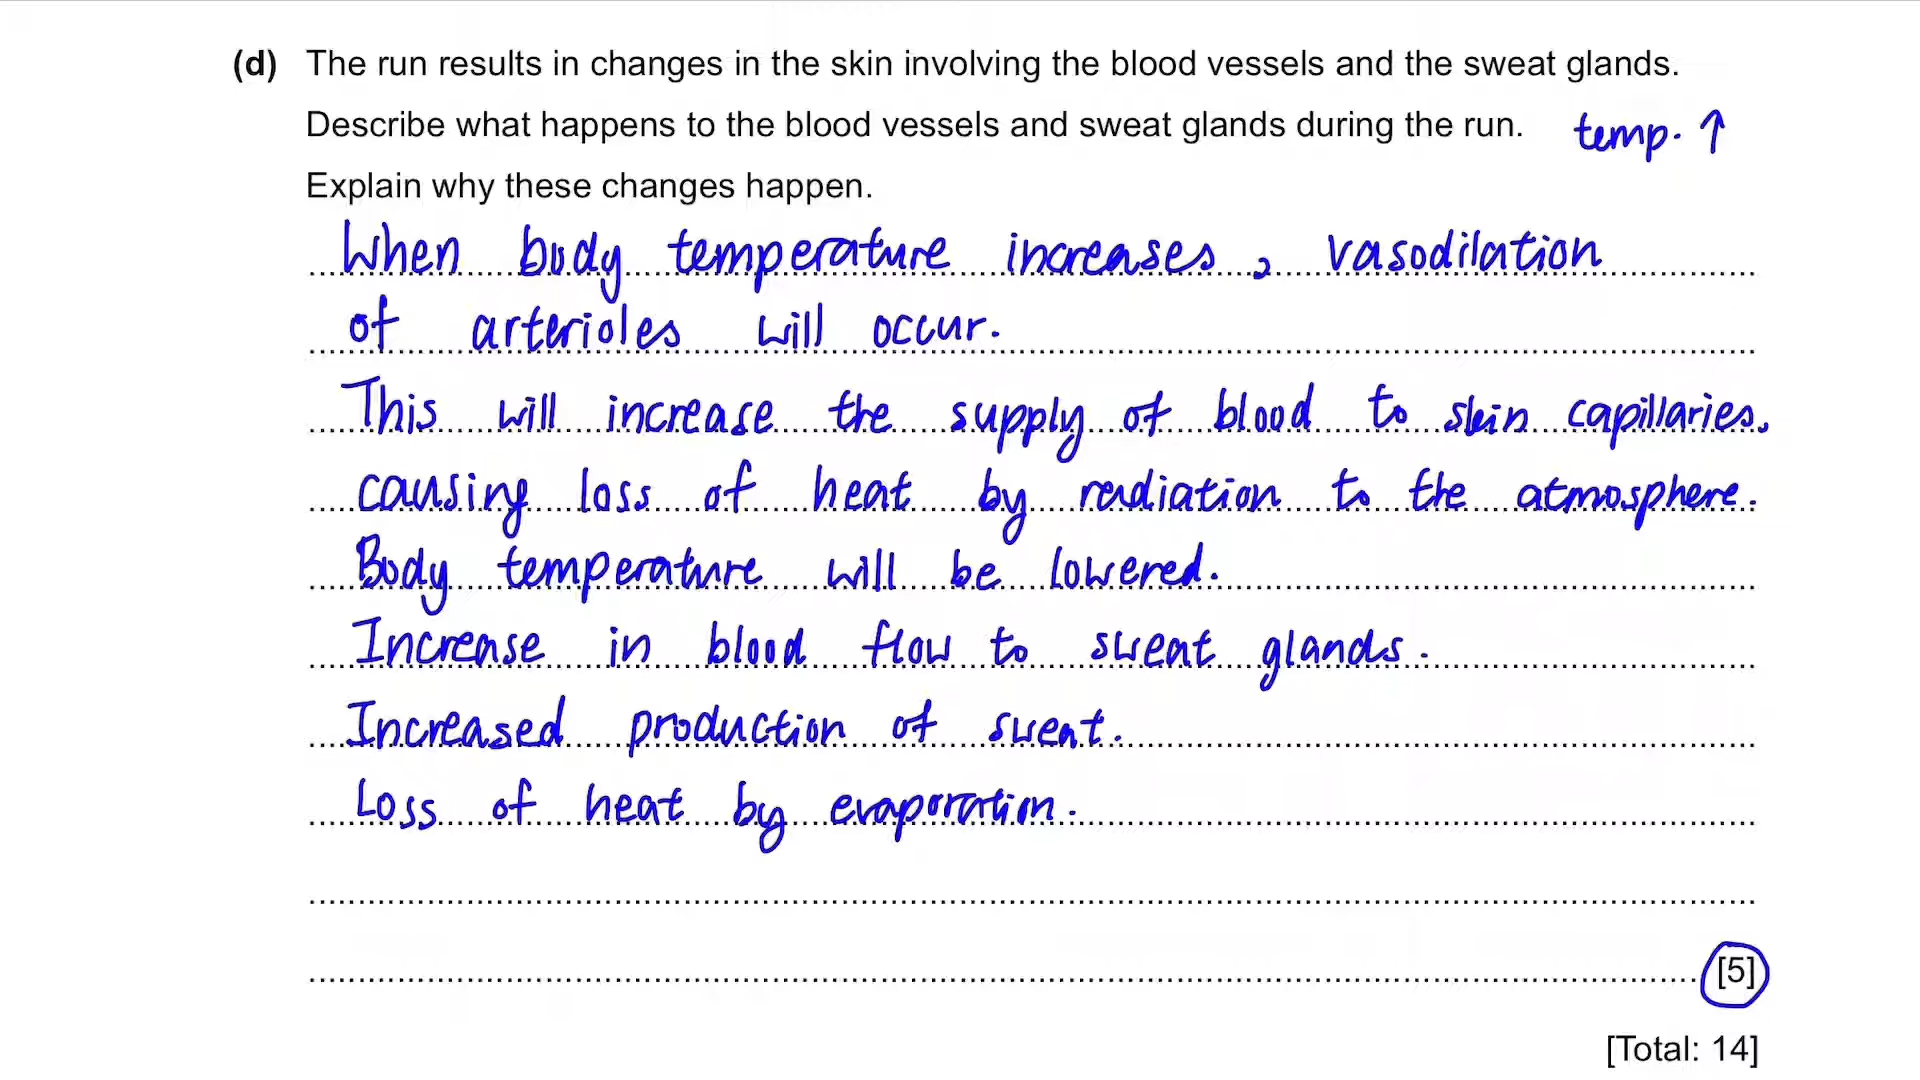 (d) The run results in changes in the skin involving the blood vessels and the sweat glands.
Describe what happens to the blood vessels and sweat glands during the run. temp. ↑
Explain why these changes happen.
When body temperature increases, vasodilation
of arterioles will occur.
This will increase the supply of blood to skin capillaries,
causing loss of heat by radiation to the atmosphere.
Body temperature will be lowered.
Increase in blood flow to sweat glands.
Increased production of sweat.
Loss of heat by evaporation.
[5]
[Total: 14]